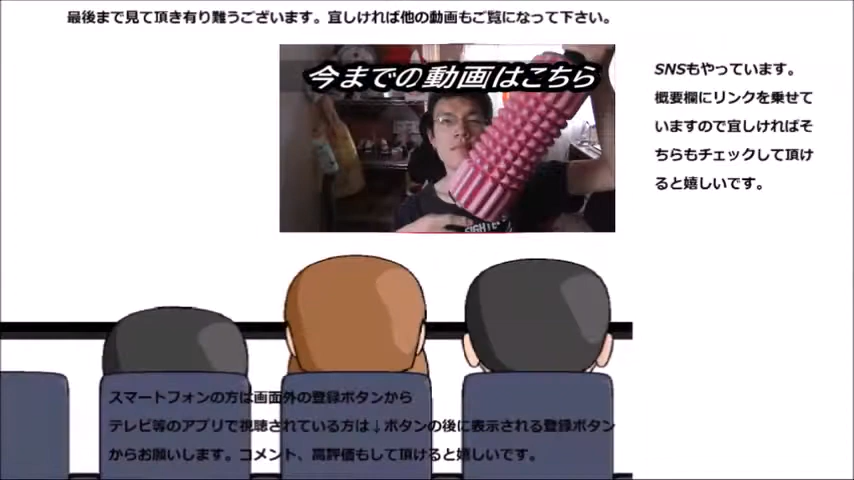 最後まで見て頂き有り難うございます。宜しければ他の動画もご覧になって下さい。
今までの動画はこちら
SNSもやっています。
概要欄にリンクを乗せて
いますので宜しければそ
ちらもチェックして頂け
ると嬉しいです。
スマートフォンの方は画面外の登録ボタンから
テレビ等のアプリで視聴されている方は↓ボタンの後に表示される登録ボタン
からお願いします。コメント、高評価もして頂けると嬉しいです。